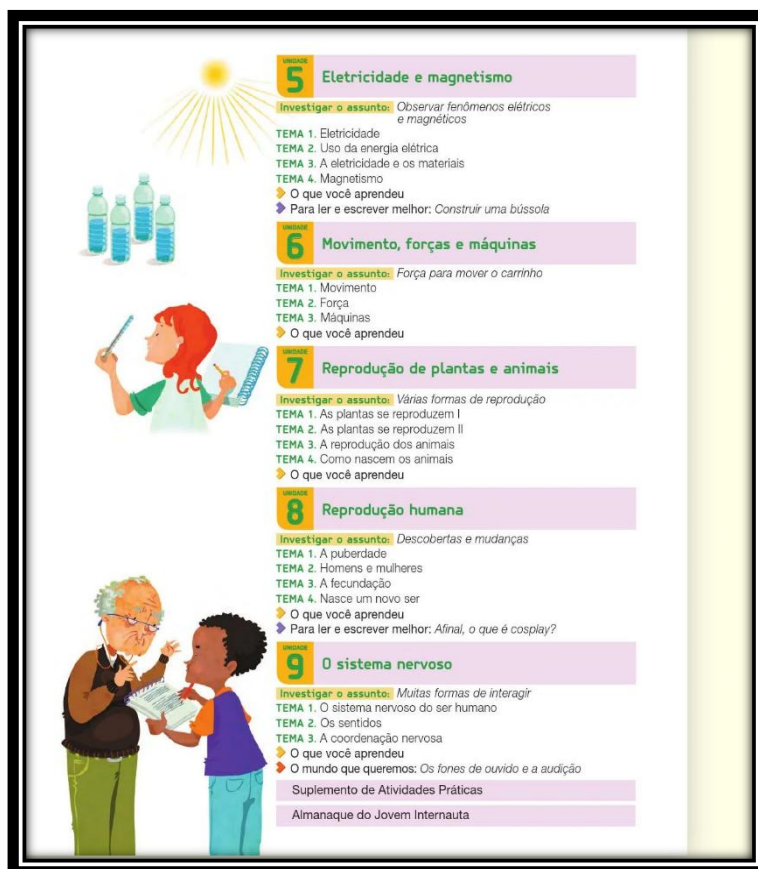 UNIDADE
5 Eletricidade e magnetismo
Investigar o assunto: Observar fenômenos elétricos
e magnéticos
TEMA 1. Eletricidade
TEMA 2. Uso da energia elétrica
TEMA 3. A eletricidade e os materiais
TEMA 4. Magnetismo
O que você aprendeu
Para ler e escrever melhor: Construir uma bússola
UNIDADE
6 Movimento, forças e máquinas
Investigar o assunto: Força para mover o carrinho
TEMA 1. Movimento
TEMA 2. Força
TEMA 3. Máquinas
O que você aprendeu
UNIDADE
7 Reprodução de plantas e animais
Investigar o assunto: Várias formas de reprodução
TEMA 1. As plantas se reproduzem I
TEMA 2. As plantas se reproduzem II
TEMA 3. A reprodução dos animais
TEMA 4. Como nascem os animais
O que você aprendeu
UNIDADE
8 Reprodução humana
Investigar o assunto: Descobertas e mudanças
TEMA 1. A puberdade
TEMA 2. Homens e mulheres
TEMA 3. A fecundação
TEMA 4. Nasce um novo ser
O que você aprendeu
Para ler e escrever melhor: Afinal, o que é cosplay?
UNIDADE
9 O sistema nervoso
Investigar o assunto: Muitas formas de interagir
TEMA 1. O sistema nervoso do ser humano
TEMA 2. Os sentidos
TEMA 3. A coordenação nervosa
O que você aprendeu
O mundo que queremos: Os fones de ouvido e a audição
Suplemento de Atividades Práticas
Almanaque do Jovem Internauta